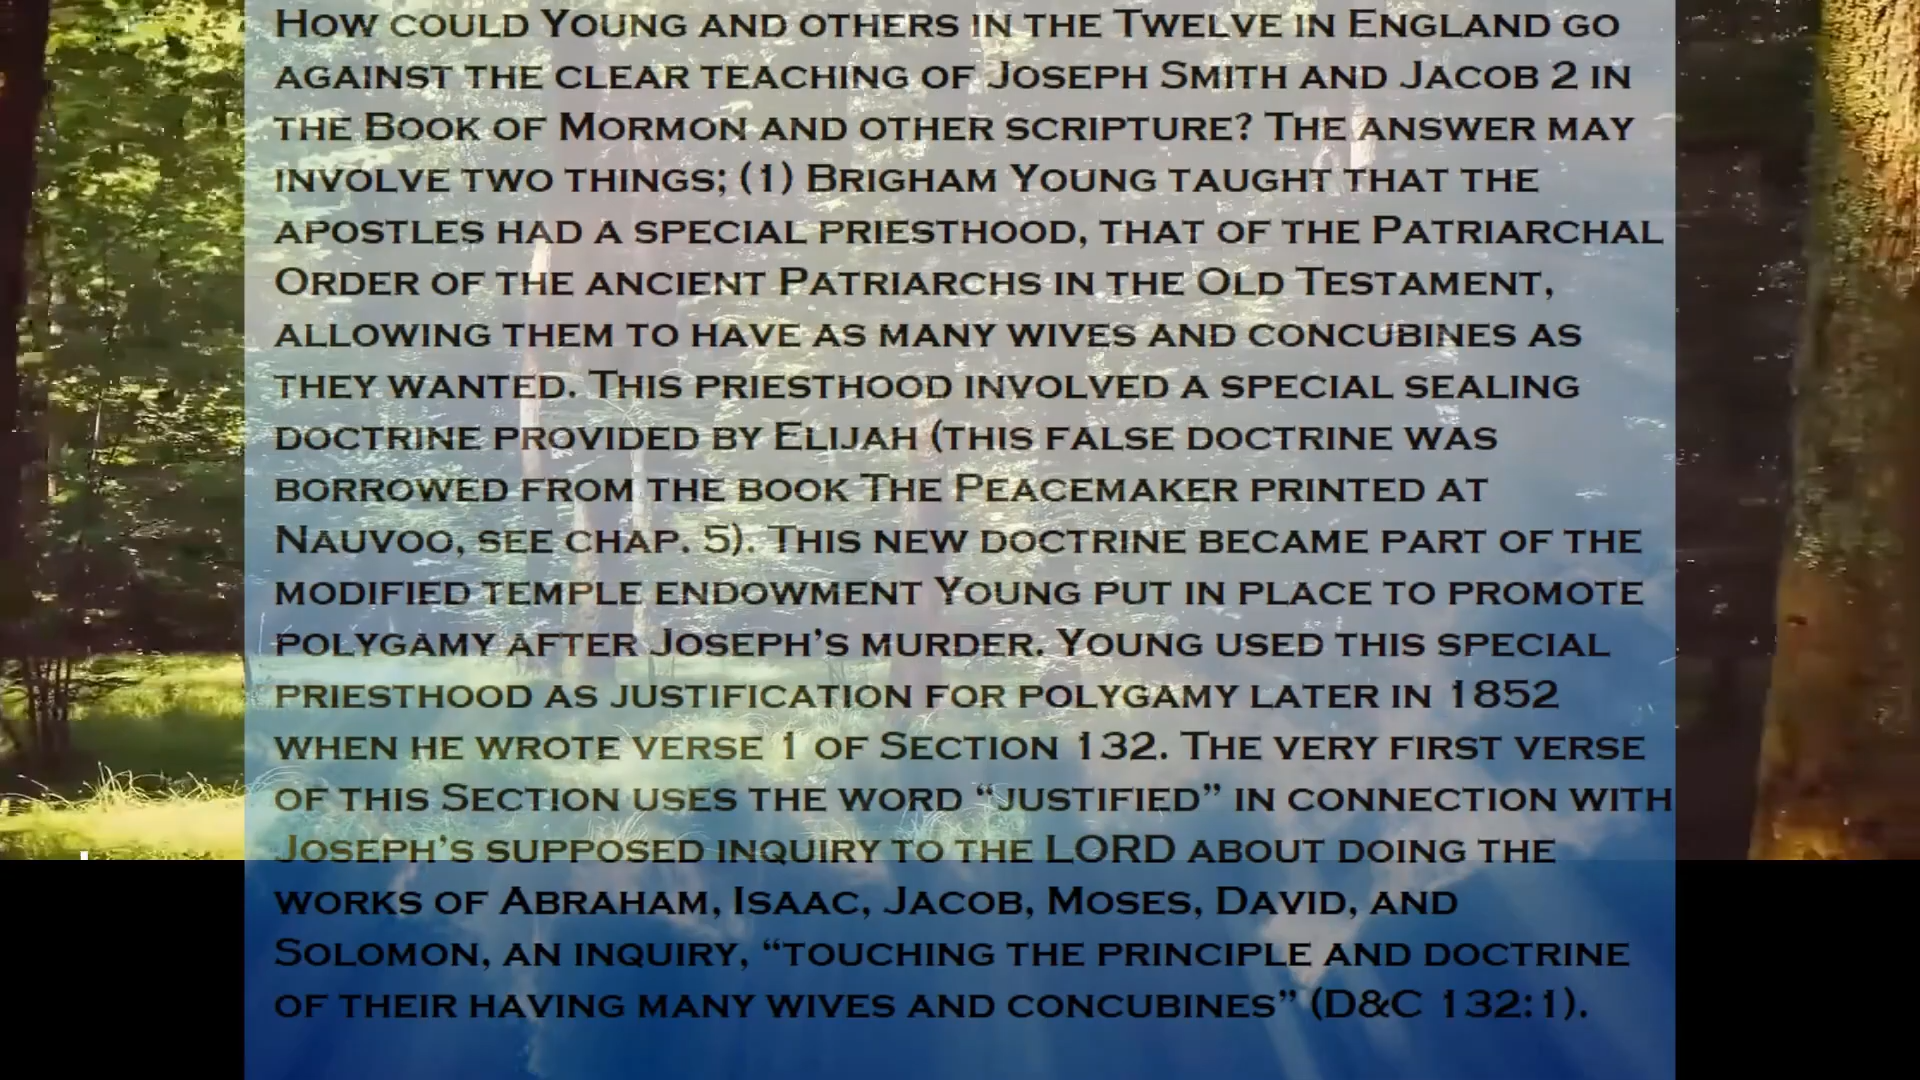 How could Young and others in the Twelve in England go
against the clear teaching of Joseph Smith and Jacob 2 in
the Book of Mormon and other scripture? The answer may
involve two things; (1) Brigham Young taught that the
apostles had a special priesthood, that of the Patriarchal
Order of the ancient Patriarchs in the Old Testament,
allowing them to have as many wives and concubines as
they wanted. This priesthood involved a special sealing
doctrine provided by Elijah (this false doctrine was
borrowed from the book The Peacemaker printed at
Nauvoo, see chap. 5). This new doctrine became part of the
modified temple endowment Young put in place to promote
polygamy after Joseph’s murder. Young used this special
priesthood as justification for polygamy later in 1852
when he wrote verse 1 of Section 132. The very first verse
of this Section uses the word “justified” in connection with
Joseph’s supposed inquiry to the LORD about doing the
works of Abraham, Isaac, Jacob, Moses, David, and
Solomon, an inquiry, “touching the principle and doctrine
of their having many wives and concubines” (D&C 132:1).